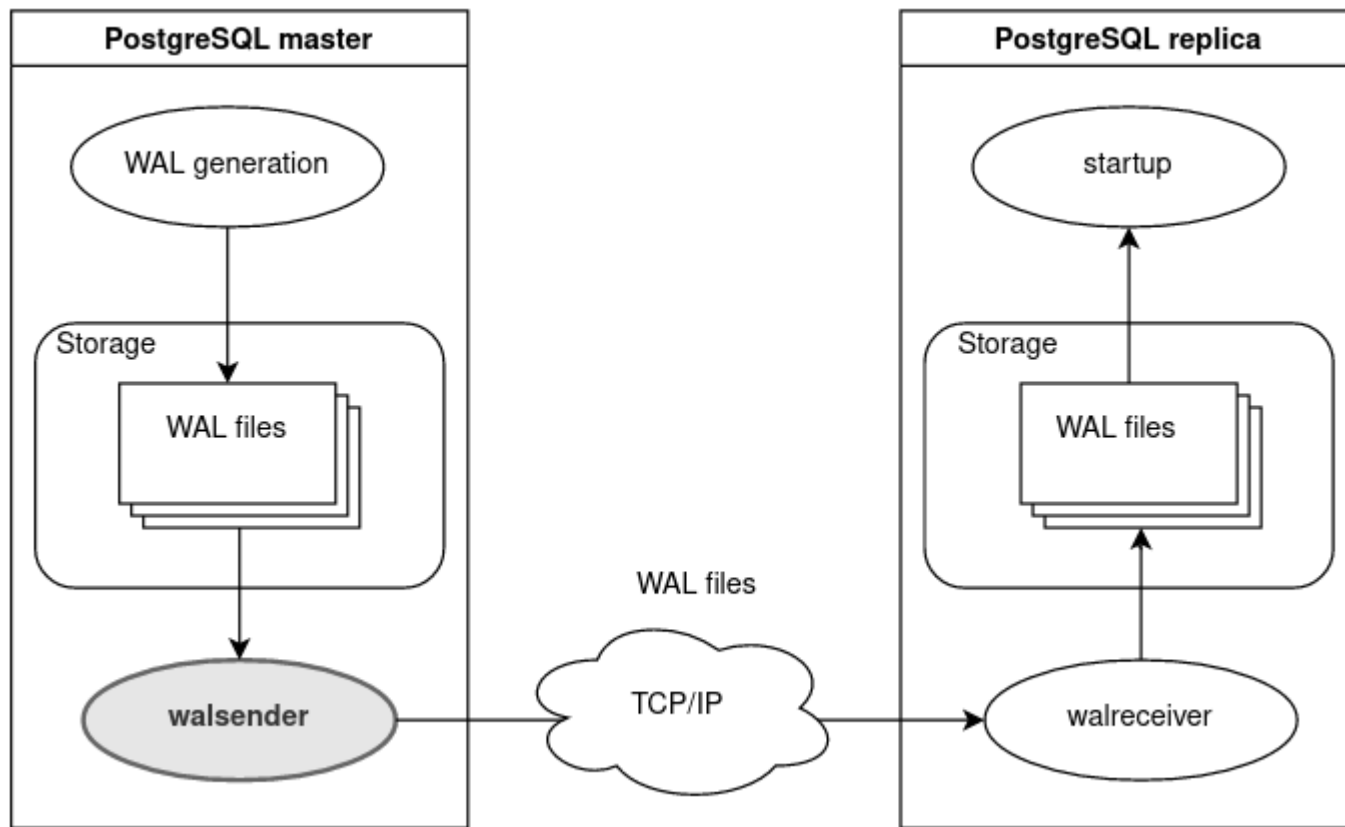 PostgreSQL master
WAL generation
Storage
WAL files
walsender
WAL files
TCP/IP
PostgreSQL replica
startup
Storage
WAL files
walreceiver